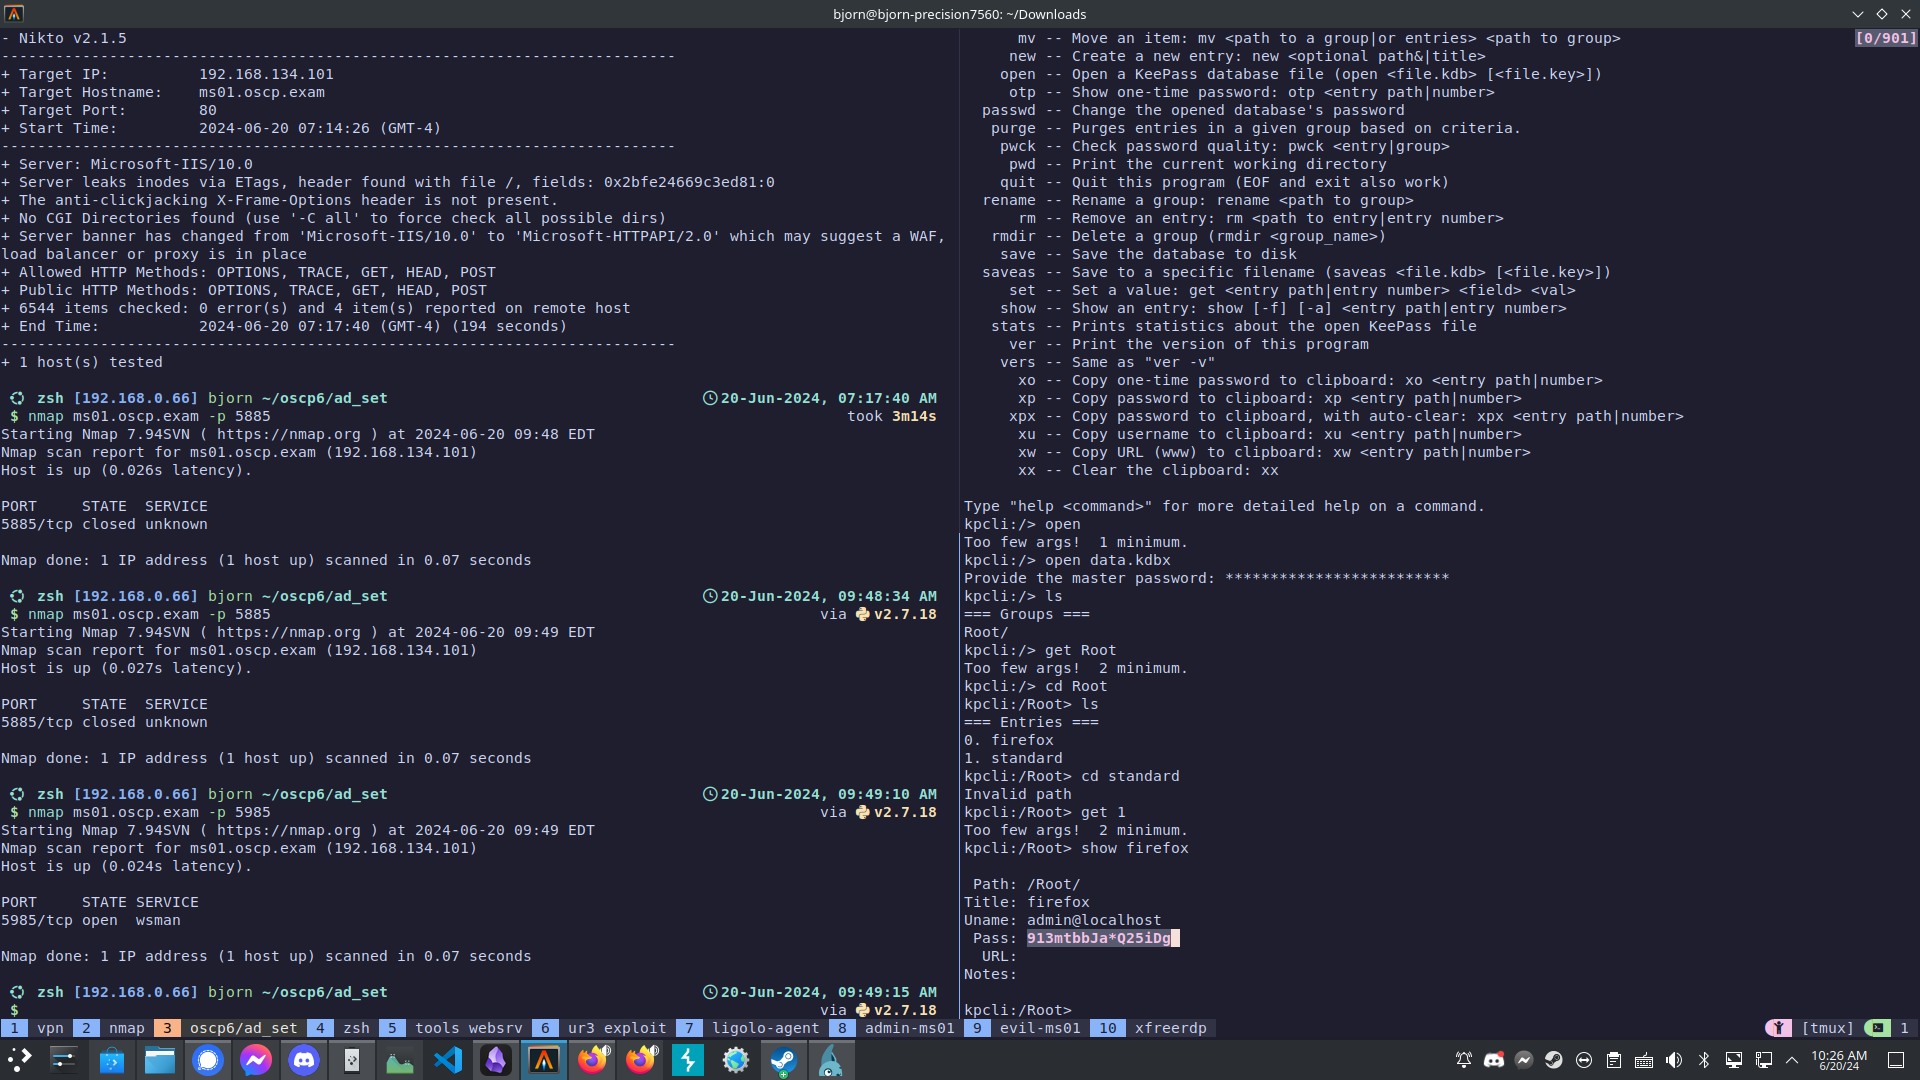 bjorn@bjorn-precision7560: ~/Downloads
- Nikto v2.1.5
---------------------------------------------------------------------------
+ Target IP:          192.168.134.101
+ Target Hostname:    ms01.oscp.exam
+ Target Port:        80
+ Start Time:         2024-06-20 07:14:26 (GMT-4)
---------------------------------------------------------------------------
+ Server: Microsoft-IIS/10.0
+ Server leaks inodes via ETags, header found with file /, fields: 0x2bfe24669c3ed81:0
+ The anti-clickjacking X-Frame-Options header is not present.
+ No CGI Directories found (use '-C all' to force check all possible dirs)
+ Server banner has changed from 'Microsoft-IIS/10.0' to 'Microsoft-HTTPAPI/2.0' which may suggest a WAF,
load balancer or proxy is in place
+ Allowed HTTP Methods: OPTIONS, TRACE, GET, HEAD, POST
+ Public HTTP Methods: OPTIONS, TRACE, GET, HEAD, POST
+ 6544 items checked: 0 error(s) and 4 item(s) reported on remote host
+ End Time:           2024-06-20 07:17:40 (GMT-4) (194 seconds)
---------------------------------------------------------------------------
+ 1 host(s) tested
zsh [192.168.0.66] bjorn ~/oscp6/ad_set 20-Jun-2024, 07:17:40 AM
$ nmap ms01.oscp.exam -p 5885 took 3m14s
Starting Nmap 7.94SVN ( https://nmap.org ) at 2024-06-20 09:48 EDT
Nmap scan report for ms01.oscp.exam (192.168.134.101)
Host is up (0.026s latency).
PORT     STATE  SERVICE
5885/tcp closed unknown
Nmap done: 1 IP address (1 host up) scanned in 0.07 seconds
zsh [192.168.0.66] bjorn ~/oscp6/ad_set 20-Jun-2024, 09:48:34 AM
$ nmap ms01.oscp.exam -p 5885 via v2.7.18
Starting Nmap 7.94SVN ( https://nmap.org ) at 2024-06-20 09:49 EDT
Nmap scan report for ms01.oscp.exam (192.168.134.101)
Host is up (0.027s latency).
PORT     STATE  SERVICE
5885/tcp closed unknown
Nmap done: 1 IP address (1 host up) scanned in 0.07 seconds
zsh [192.168.0.66] bjorn ~/oscp6/ad_set 20-Jun-2024, 09:49:10 AM
$ nmap ms01.oscp.exam -p 5985 via v2.7.18
Starting Nmap 7.94SVN ( https://nmap.org ) at 2024-06-20 09:49 EDT
Nmap scan report for ms01.oscp.exam (192.168.134.101)
Host is up (0.024s latency).
PORT     STATE SERVICE
5985/tcp open  wsman
Nmap done: 1 IP address (1 host up) scanned in 0.07 seconds
zsh [192.168.0.66] bjorn ~/oscp6/ad_set 20-Jun-2024, 09:49:15 AM
$ via v2.7.18
[0/901]
mv -- Move an item: mv <path to a group|or entries> <path to group>
new -- Create a new entry: new <optional path&|title>
open -- Open a KeePass database file (open <file.kdb> [<file.key>])
otp -- Show one-time password: otp <entry path|number>
passwd -- Change the opened database's password
purge -- Purges entries in a given group based on criteria.
pwck -- Check password quality: pwck <entry|group>
pwd -- Print the current working directory
quit -- Quit this program (EOF and exit also work)
rename -- Rename a group: rename <path to group>
rm -- Remove an entry: rm <path to entry|entry number>
rmdir -- Delete a group (rmdir <group_name>)
save -- Save the database to disk
saveas -- Save to a specific filename (saveas <file.kdb> [<file.key>])
set -- Set a value: get <entry path|entry number> <field> <val>
show -- Show an entry: show [-f] [-a] <entry path|entry number>
stats -- Prints statistics about the open KeePass file
ver -- Print the version of this program
vers -- Same as "ver -v"
xo -- Copy one-time password to clipboard: xo <entry path|number>
xp -- Copy password to clipboard: xp <entry path|number>
xpx -- Copy password to clipboard, with auto-clear: xpx <entry path|number>
xu -- Copy username to clipboard: xu <entry path|number>
xw -- Copy URL (www) to clipboard: xw <entry path|number>
xx -- Clear the clipboard: xx
Type "help <command>" for more detailed help on a command.
kpcli:/> open
Too few args!  1 minimum.
kpcli:/> open data.kdbx
Provide the master password: *************************
kpcli:/> ls
=== Groups ===
Root/
kpcli:/> get Root
Too few args!  2 minimum.
kpcli:/> cd Root
kpcli:/Root> ls
=== Entries ===
0. firefox
1. standard
kpcli:/Root> cd standard
Invalid path
kpcli:/Root> get 1
Too few args!  2 minimum.
kpcli:/Root> show firefox
Path: /Root/
Title: firefox
Uname: admin@localhost
Pass: 913mtbbJa*Q25iDg
URL:
Notes:
kpcli:/Root>
1 vpn 2 nmap 3 oscp6/ad_set 4 zsh 5 tools websrv 6 ur3 exploit 7 ligolo-agent 8 admin-ms01 9 evil-ms01 10 xfreerdp [tmux] 1
10:26 AM
6/20/24